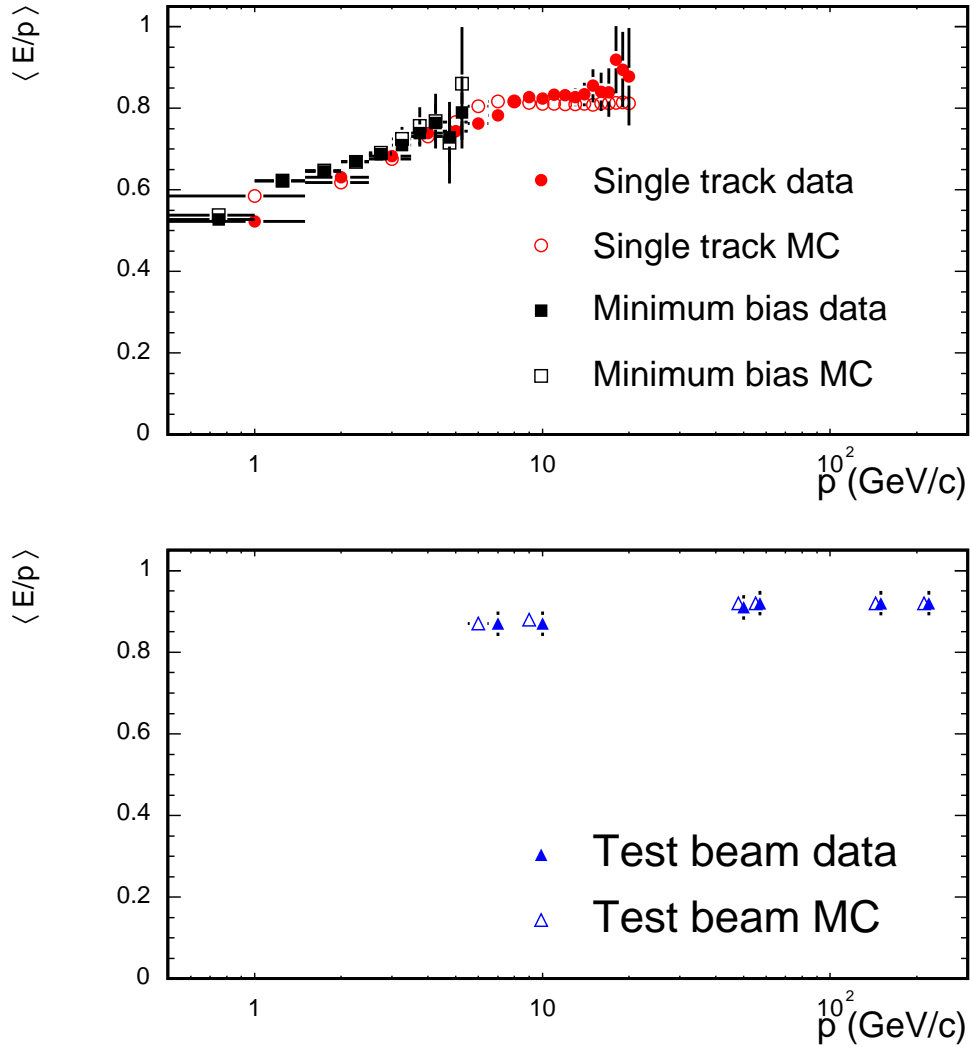 ⟨ E/p ⟩
1
0.8
0.6
0.4
0.2
0
Single track data
Single track MC
Minimum bias data
Minimum bias MC
1
10
10²
p (GeV/c)
⟨ E/p ⟩
1
0.8
0.6
0.4
0.2
0
Test beam data
Test beam MC
1
10
10²
p (GeV/c)